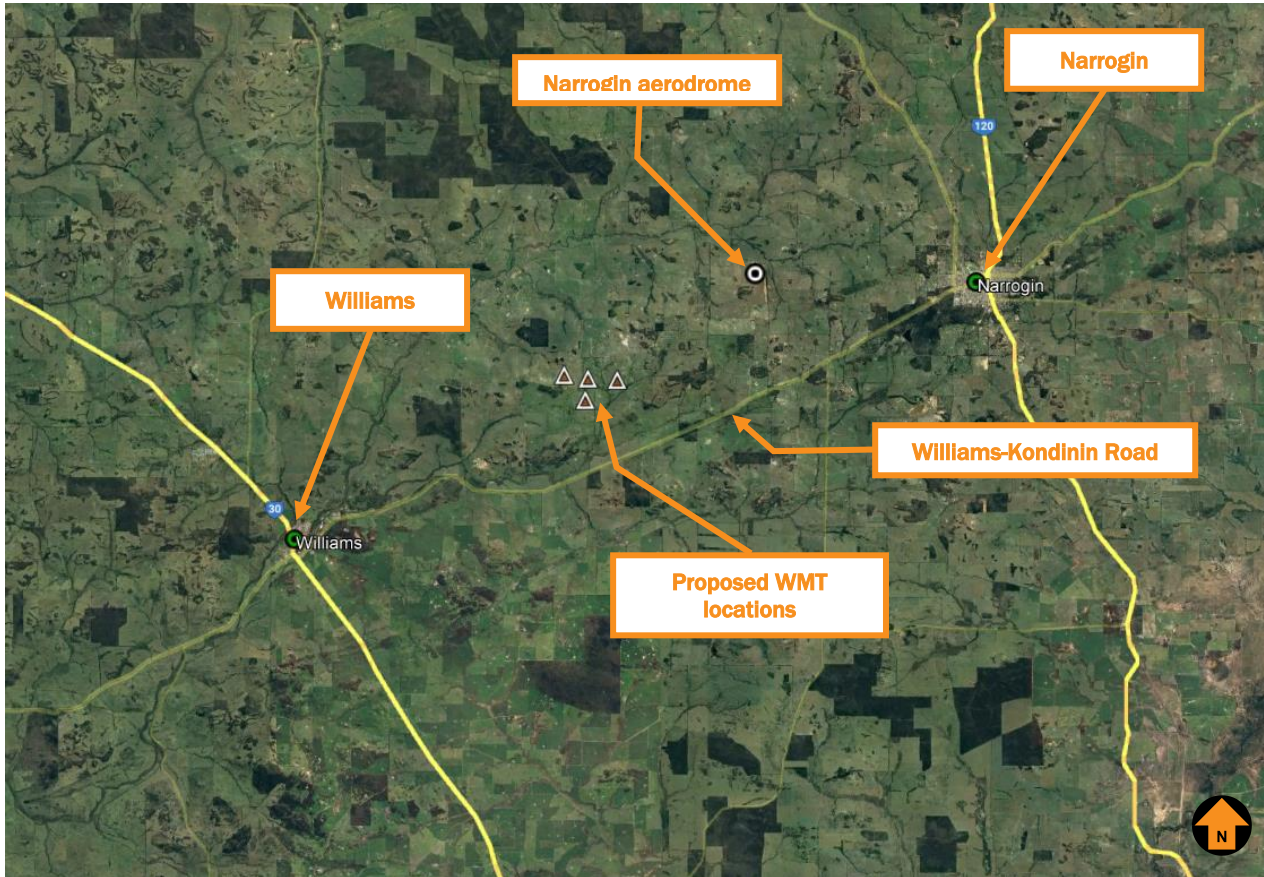 Narrogin aerodrome
Narrogin
120
Williams
Narrogin
Williams-Kondinin Road
30
Williams
Proposed WMT
locations
N